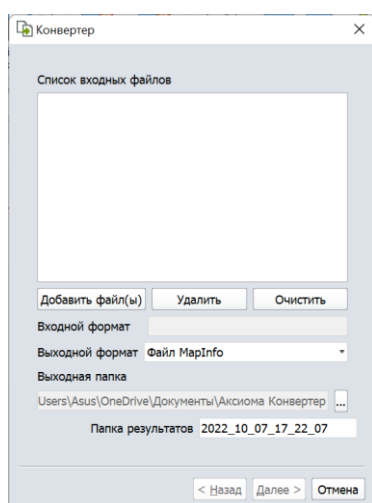 Конвертер
Список входных файлов
Добавить файл(ы) Удалить Очистить
Входной формат
Выходной формат Файл MapInfo
Выходная папка
Users\Asus\OneDrive\Документы\Аксиома Конвертер ...
Папка результатов 2022_10_07_17_22_07
< Назад Далее > Отмена